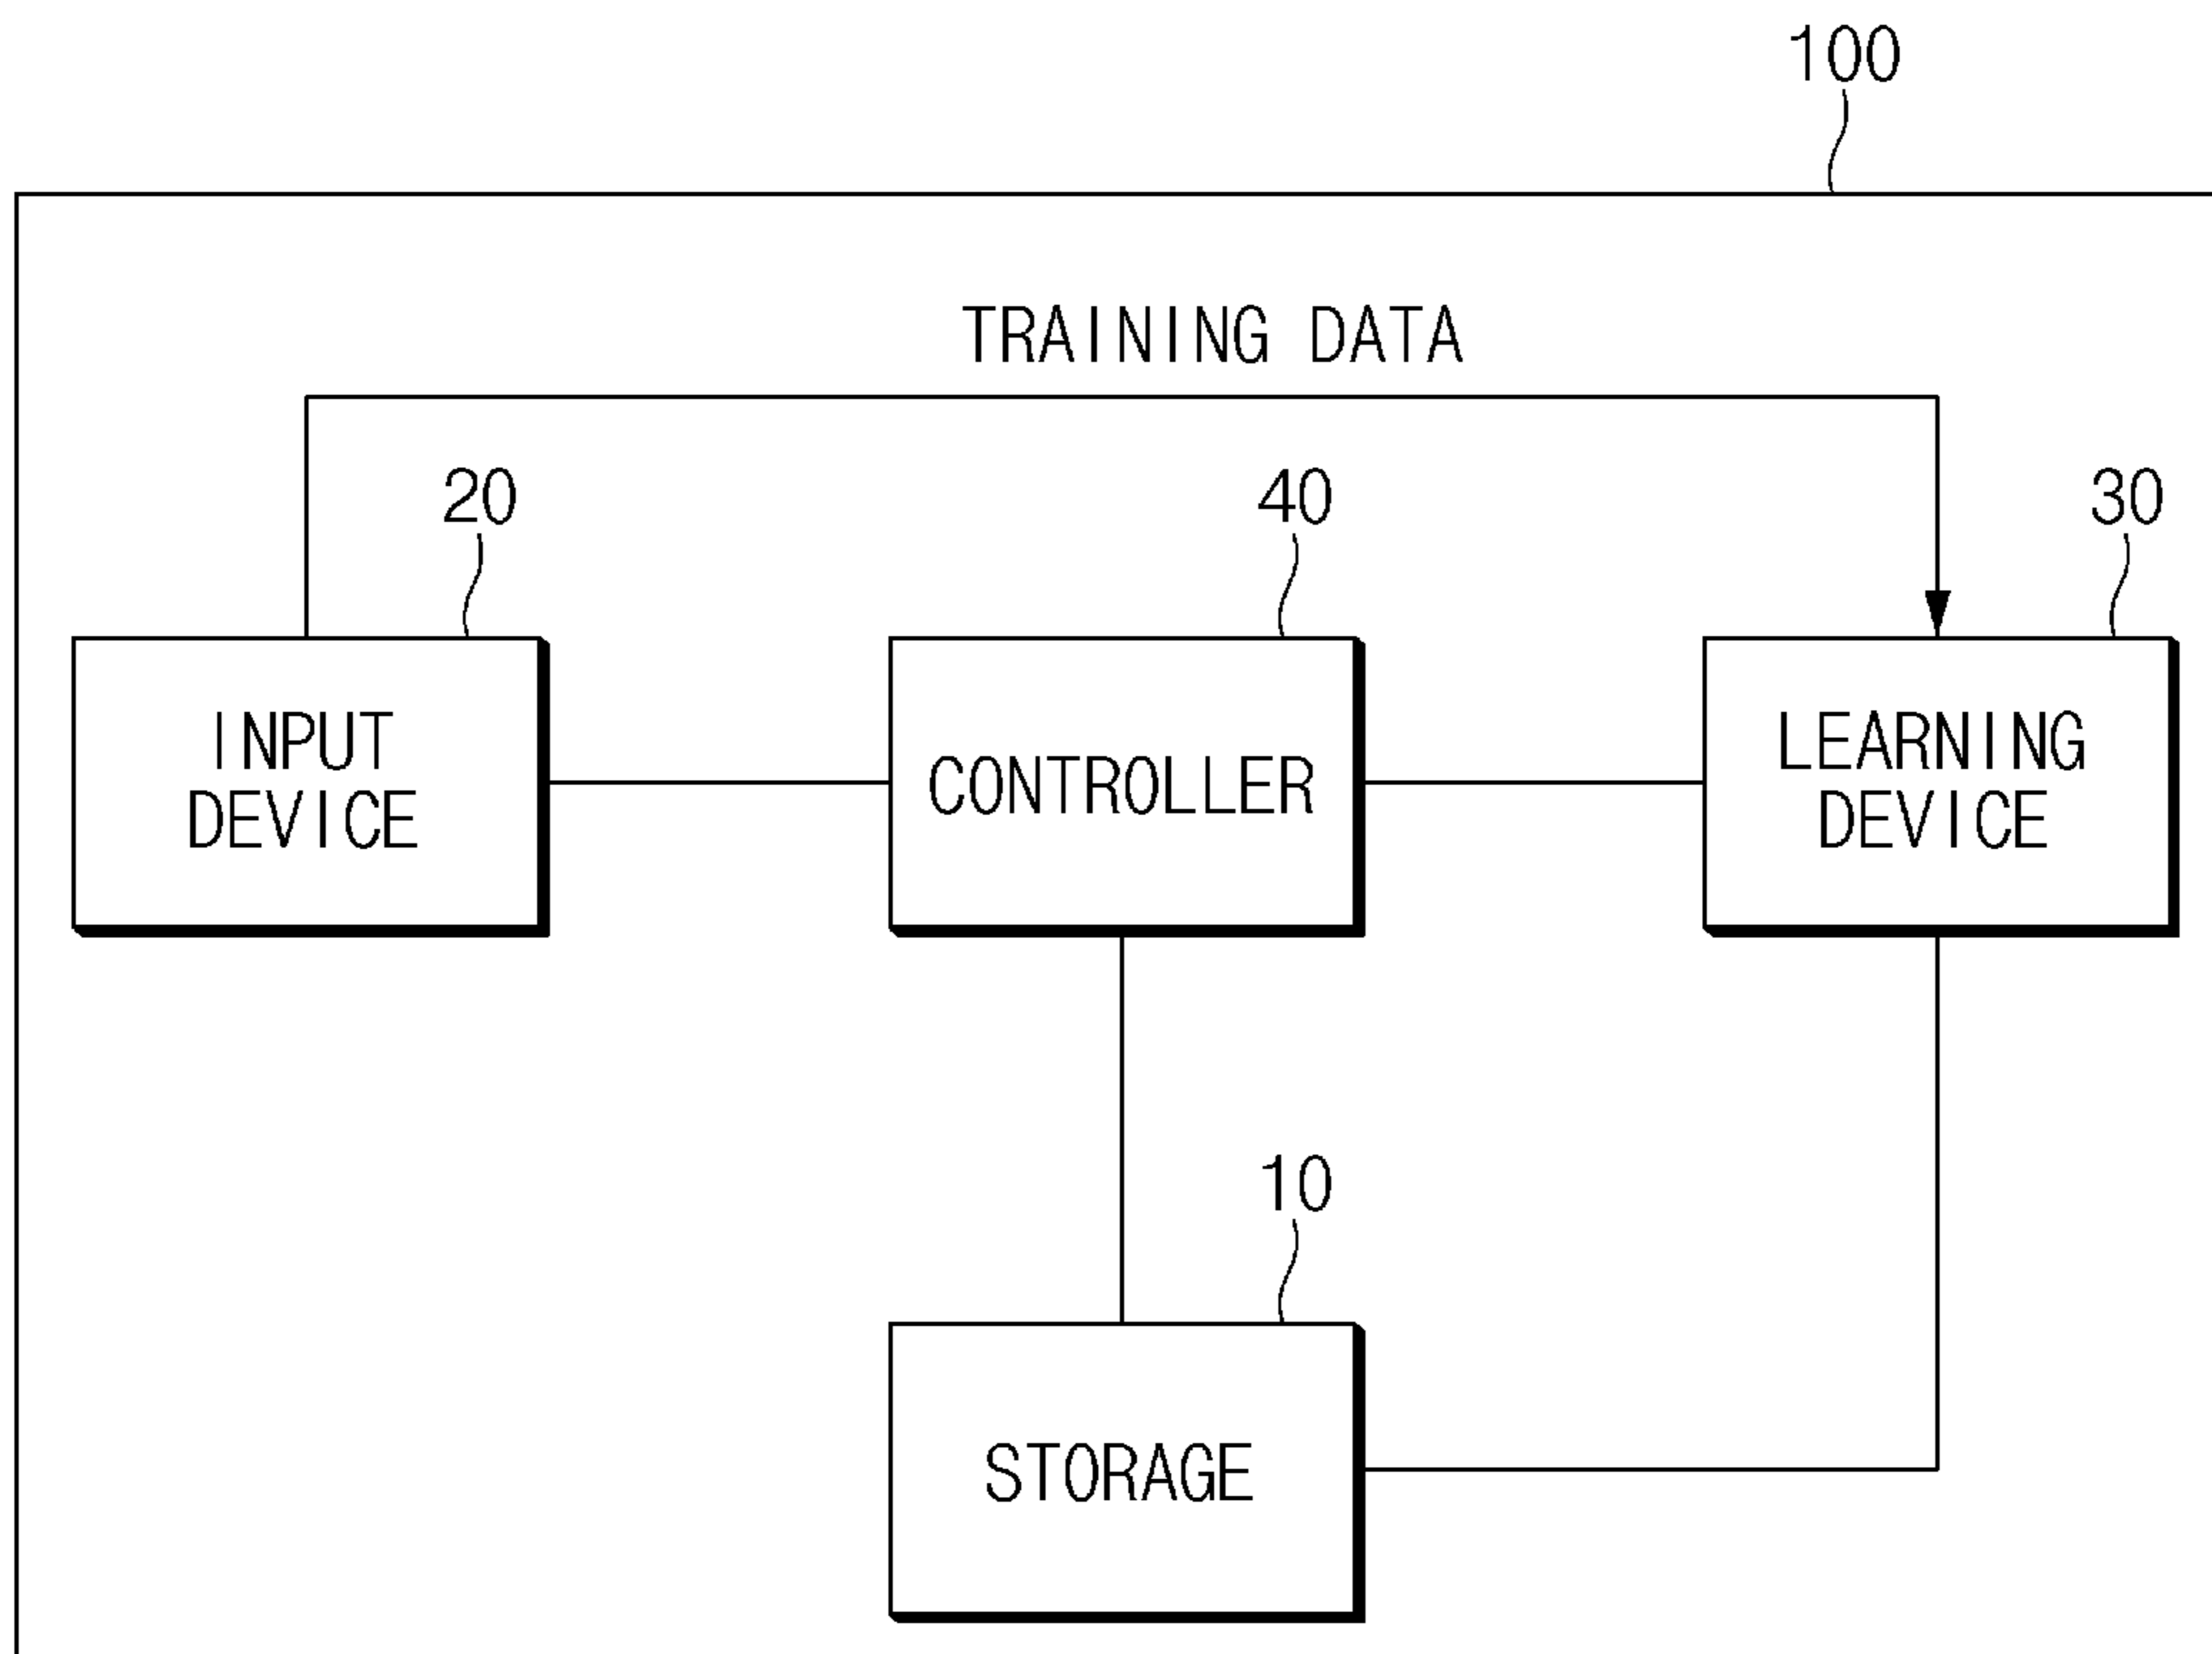 100
TRAINING DATA
20
40
30
INPUT
DEVICE
CONTROLLER
LEARNING
DEVICE
10
STORAGE